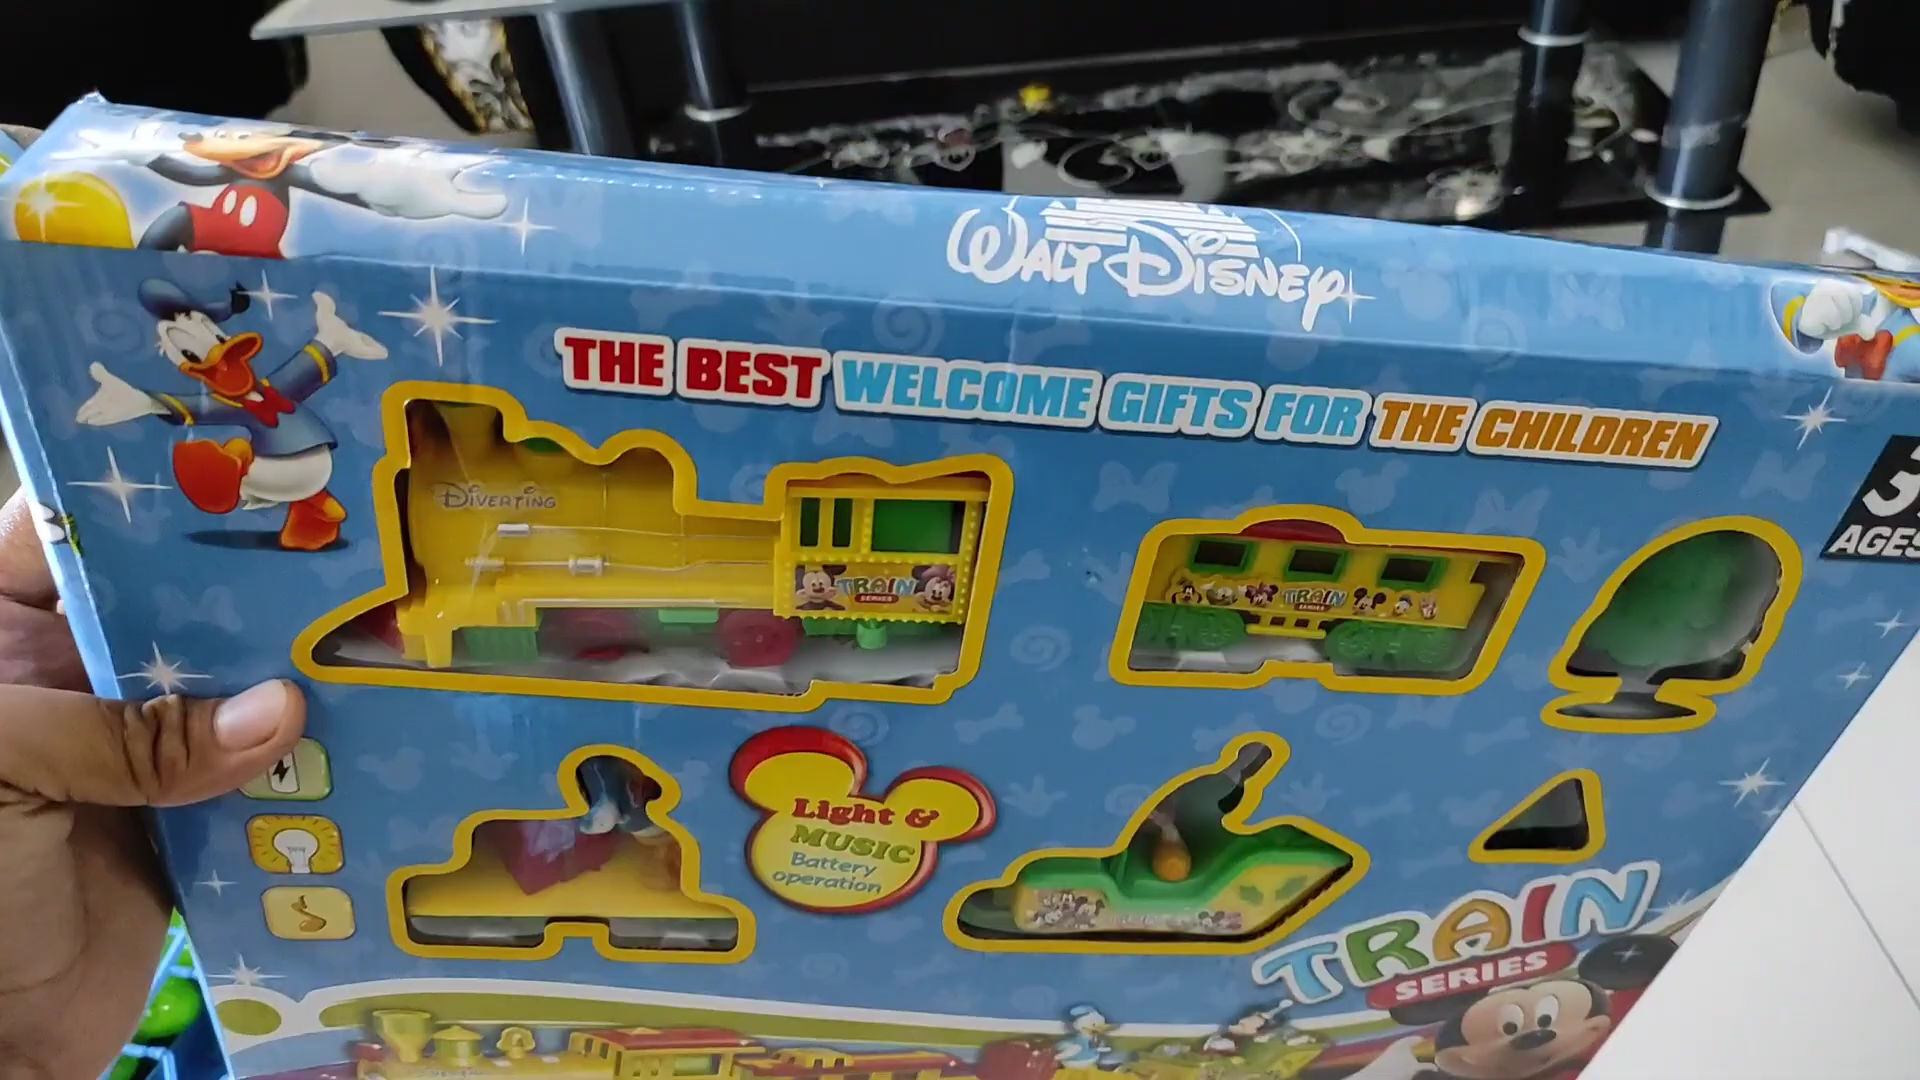 WALT DISNEY
THE BEST WELCOME GIFTS FOR THE CHILDREN
DIVERTING
TRAIN
SERIES
TRAIN
SERIES
AGES
Light &
MUSIC
Battery
operation
TRAIN
SERIES